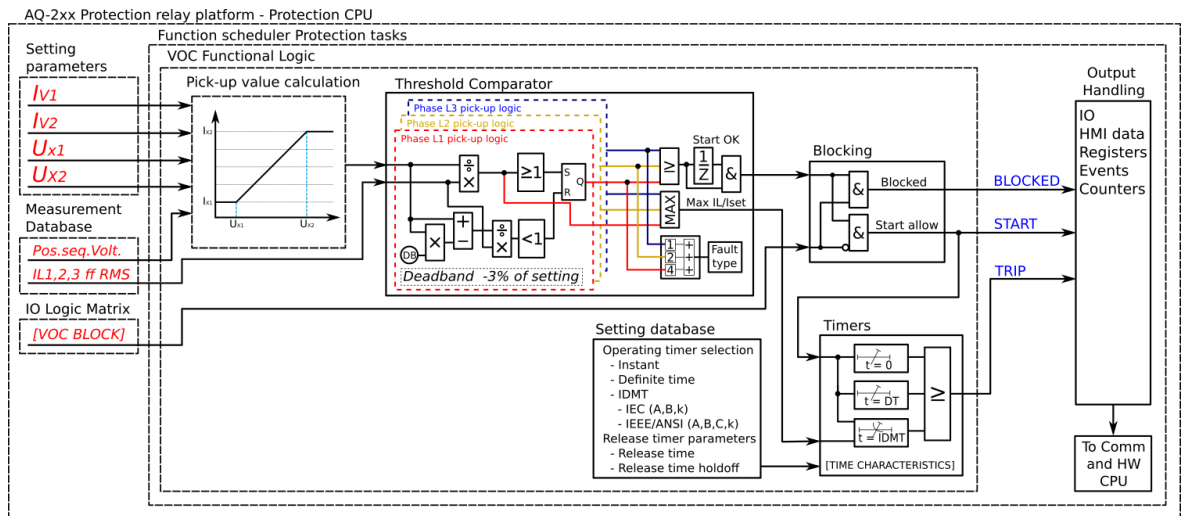 AQ-2xx Protection relay platform - Protection CPU
Function scheduler Protection tasks
VOC Functional Logic
Setting
parameters
IV1
IV2
Ux1
UX2
Measurement
Database
Pos.seq.Volt.
IL1,2,3 ff RMS
IO Logic Matrix
[VOC BLOCK]
Pick-up value calculation
Ix2
Ix1
Ux1
Ux2
Threshold Comparator
Phase L3 pick-up logic
Phase L2 pick-up logic
Phase L1 pick-up logic
÷
×
≥1
S
R
Q
DB
×
+
−
÷
×
<1
Deadband -3% of setting
≥
Start OK
1
Z
&
MAX
Max IL/Iset
1 +
2 +
4 +
Fault
type
Blocking
&
Blocked
&
Start allow
BLOCKED
START
TRIP
Output
Handling
IO
HMI data
Registers
Events
Counters
To Comm
and HW
CPU
Setting database
Operating timer selection
- Instant
- Definite time
- IDMT
- IEC (A,B,k)
- IEEE/ANSI (A,B,C,k)
Release timer parameters
- Release time
- Release time holdoff
Timers
t = 0
t = DT
t = IDMT
≥
[TIME CHARACTERISTICS]